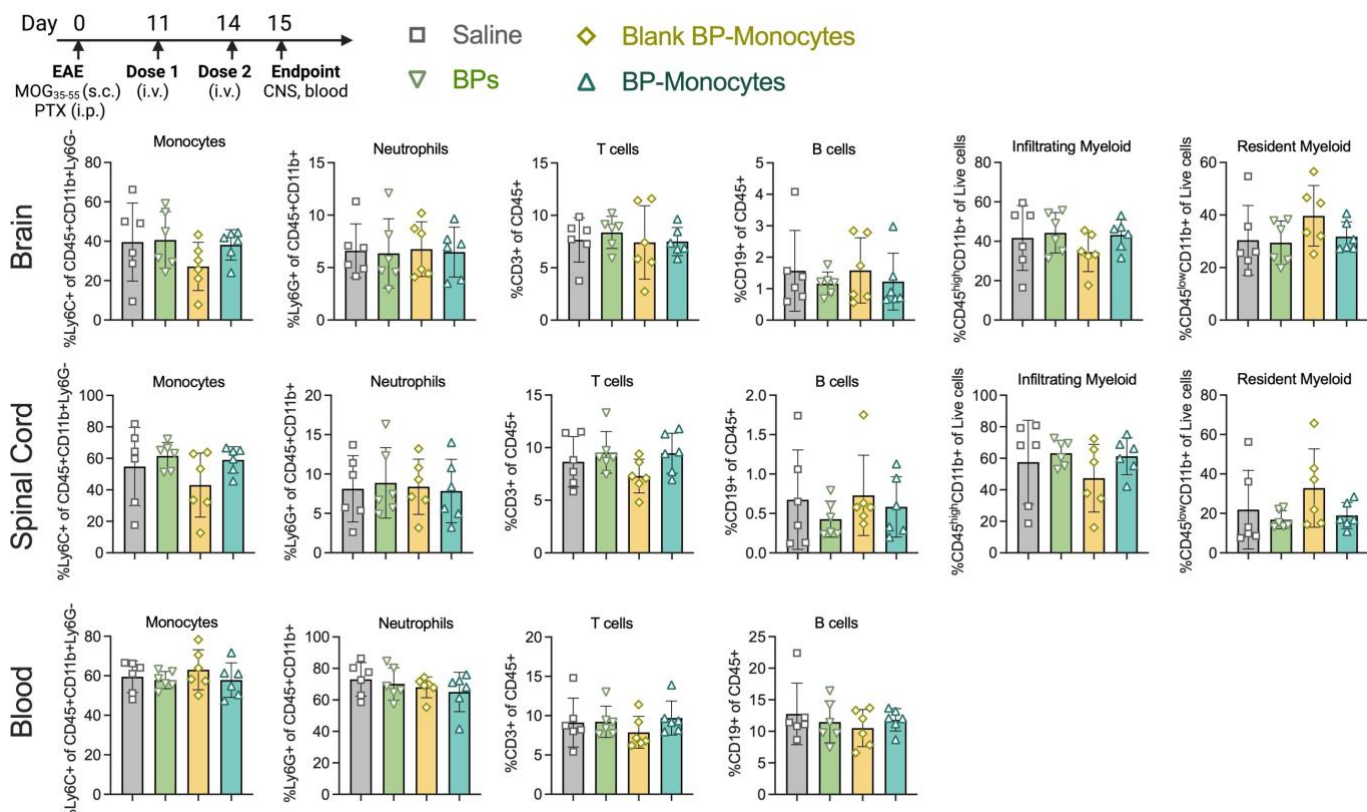 Day 0 11 14 15
EAE Dose 1 Dose 2 Endpoint
MOG35-55 (s.c.) (i.v.) (i.v.) CNS, blood
PTX (i.p.)
Saline Blank BP-Monocytes
BPs BP-Monocytes
Brain
Monocytes
%Ly6C+ of CD45+CD11b+Ly6G-
80
60
40
20
0
Neutrophils
%Ly6G+ of CD45+CD11b+
15
10
5
0
T cells
%CD3+ of CD45+
15
10
5
0
B cells
%CD19+ of CD45+
5
4
3
2
1
0
Infiltrating Myeloid
%CD45highCD11b+ of Live cells
80
60
40
20
0
Resident Myeloid
%CD45lowCD11b+ of Live cells
60
40
20
0
Spinal Cord
Monocytes
%Ly6C+ of CD45+CD11b+Ly6G-
100
80
60
40
20
0
Neutrophils
%Ly6G+ of CD45+CD11b+
20
15
10
5
0
T cells
%CD3+ of CD45+
15
10
5
0
B cells
%CD19+ of CD45+
2.0
1.5
1.0
0.5
0.0
Infiltrating Myeloid
%CD45highCD11b+ of Live cells
100
80
60
40
20
0
Resident Myeloid
%CD45lowCD11b+ of Live cells
80
60
40
20
0
Blood
Monocytes
%Ly6C+ of CD45+CD11b+Ly6G-
80
60
40
20
0
Neutrophils
%Ly6G+ of CD45+CD11b+
100
80
60
40
20
0
T cells
%CD3+ of CD45+
20
15
10
5
0
B cells
%CD19+ of CD45+
25
20
15
10
5
0